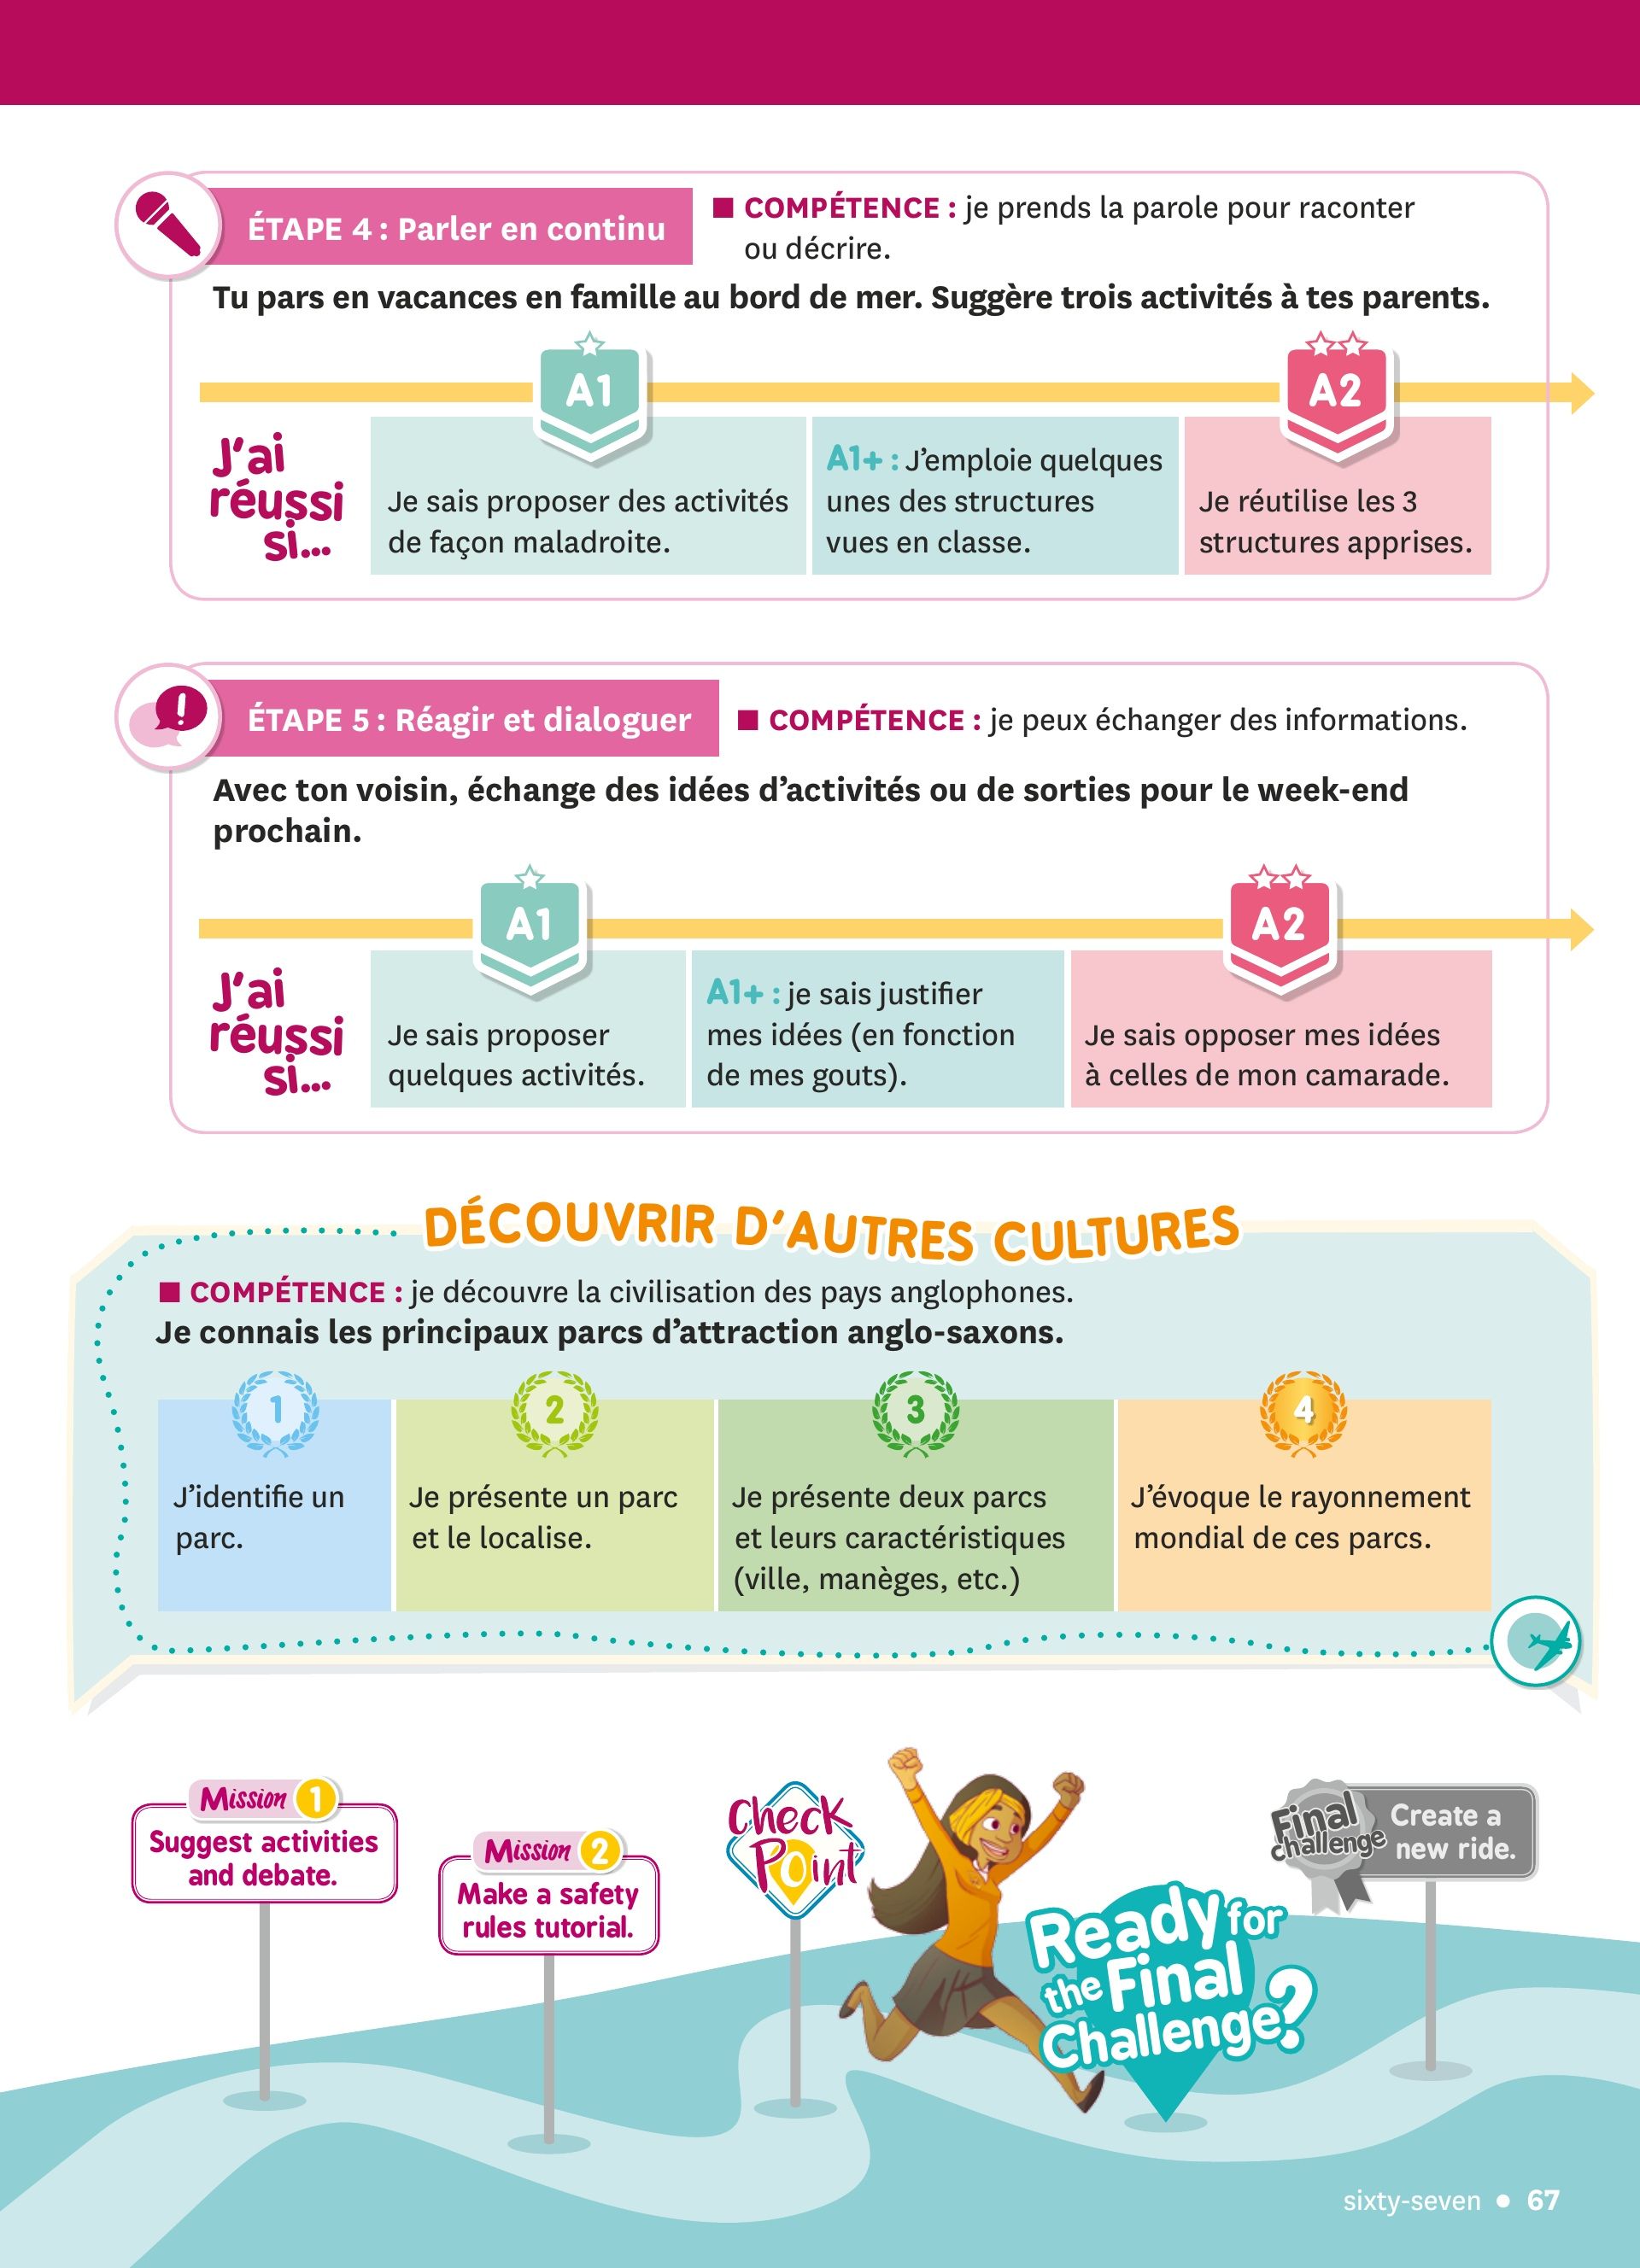 ÉTAPE 4 : Parler en continu
■ COMPÉTENCE : je prends la parole pour raconter
ou décrire.
Tu pars en vacances en famille au bord de mer. Suggère trois activités à tes parents.
A1
A2
J'ai
réussi
si...
Je sais proposer des activités
de façon maladroite.
A1+ : J'emploie quelques
unes des structures
vues en classe.
Je réutilise les 3
structures apprises.
!
ÉTAPE 5 : Réagir et dialoguer
■ COMPÉTENCE : je peux échanger des informations.
Avec ton voisin, échange des idées d'activités ou de sorties pour le week-end
prochain.
A1
A2
J'ai
réussi
si...
Je sais proposer
quelques activités.
A1+ : je sais justifier
mes idées (en fonction
de mes gouts).
Je sais opposer mes idées
à celles de mon camarade.
DÉCOUVRIR D'AUTRES CULTURES
■ COMPÉTENCE : je découvre la civilisation des pays anglophones.
Je connais les principaux parcs d'attraction anglo-saxons.
1
J'identifie un
parc.
2
Je présente un parc
et le localise.
3
Je présente deux parcs
et leurs caractéristiques
(ville, manèges, etc.)
4
J'évoque le rayonnement
mondial de ces parcs.
Mission 1
Suggest activities
and debate.
Mission 2
Make a safety
rules tutorial.
Check
Point
Ready for
the Final
Challenge?
Final
challenge
Create a
new ride.
sixty-seven • 67